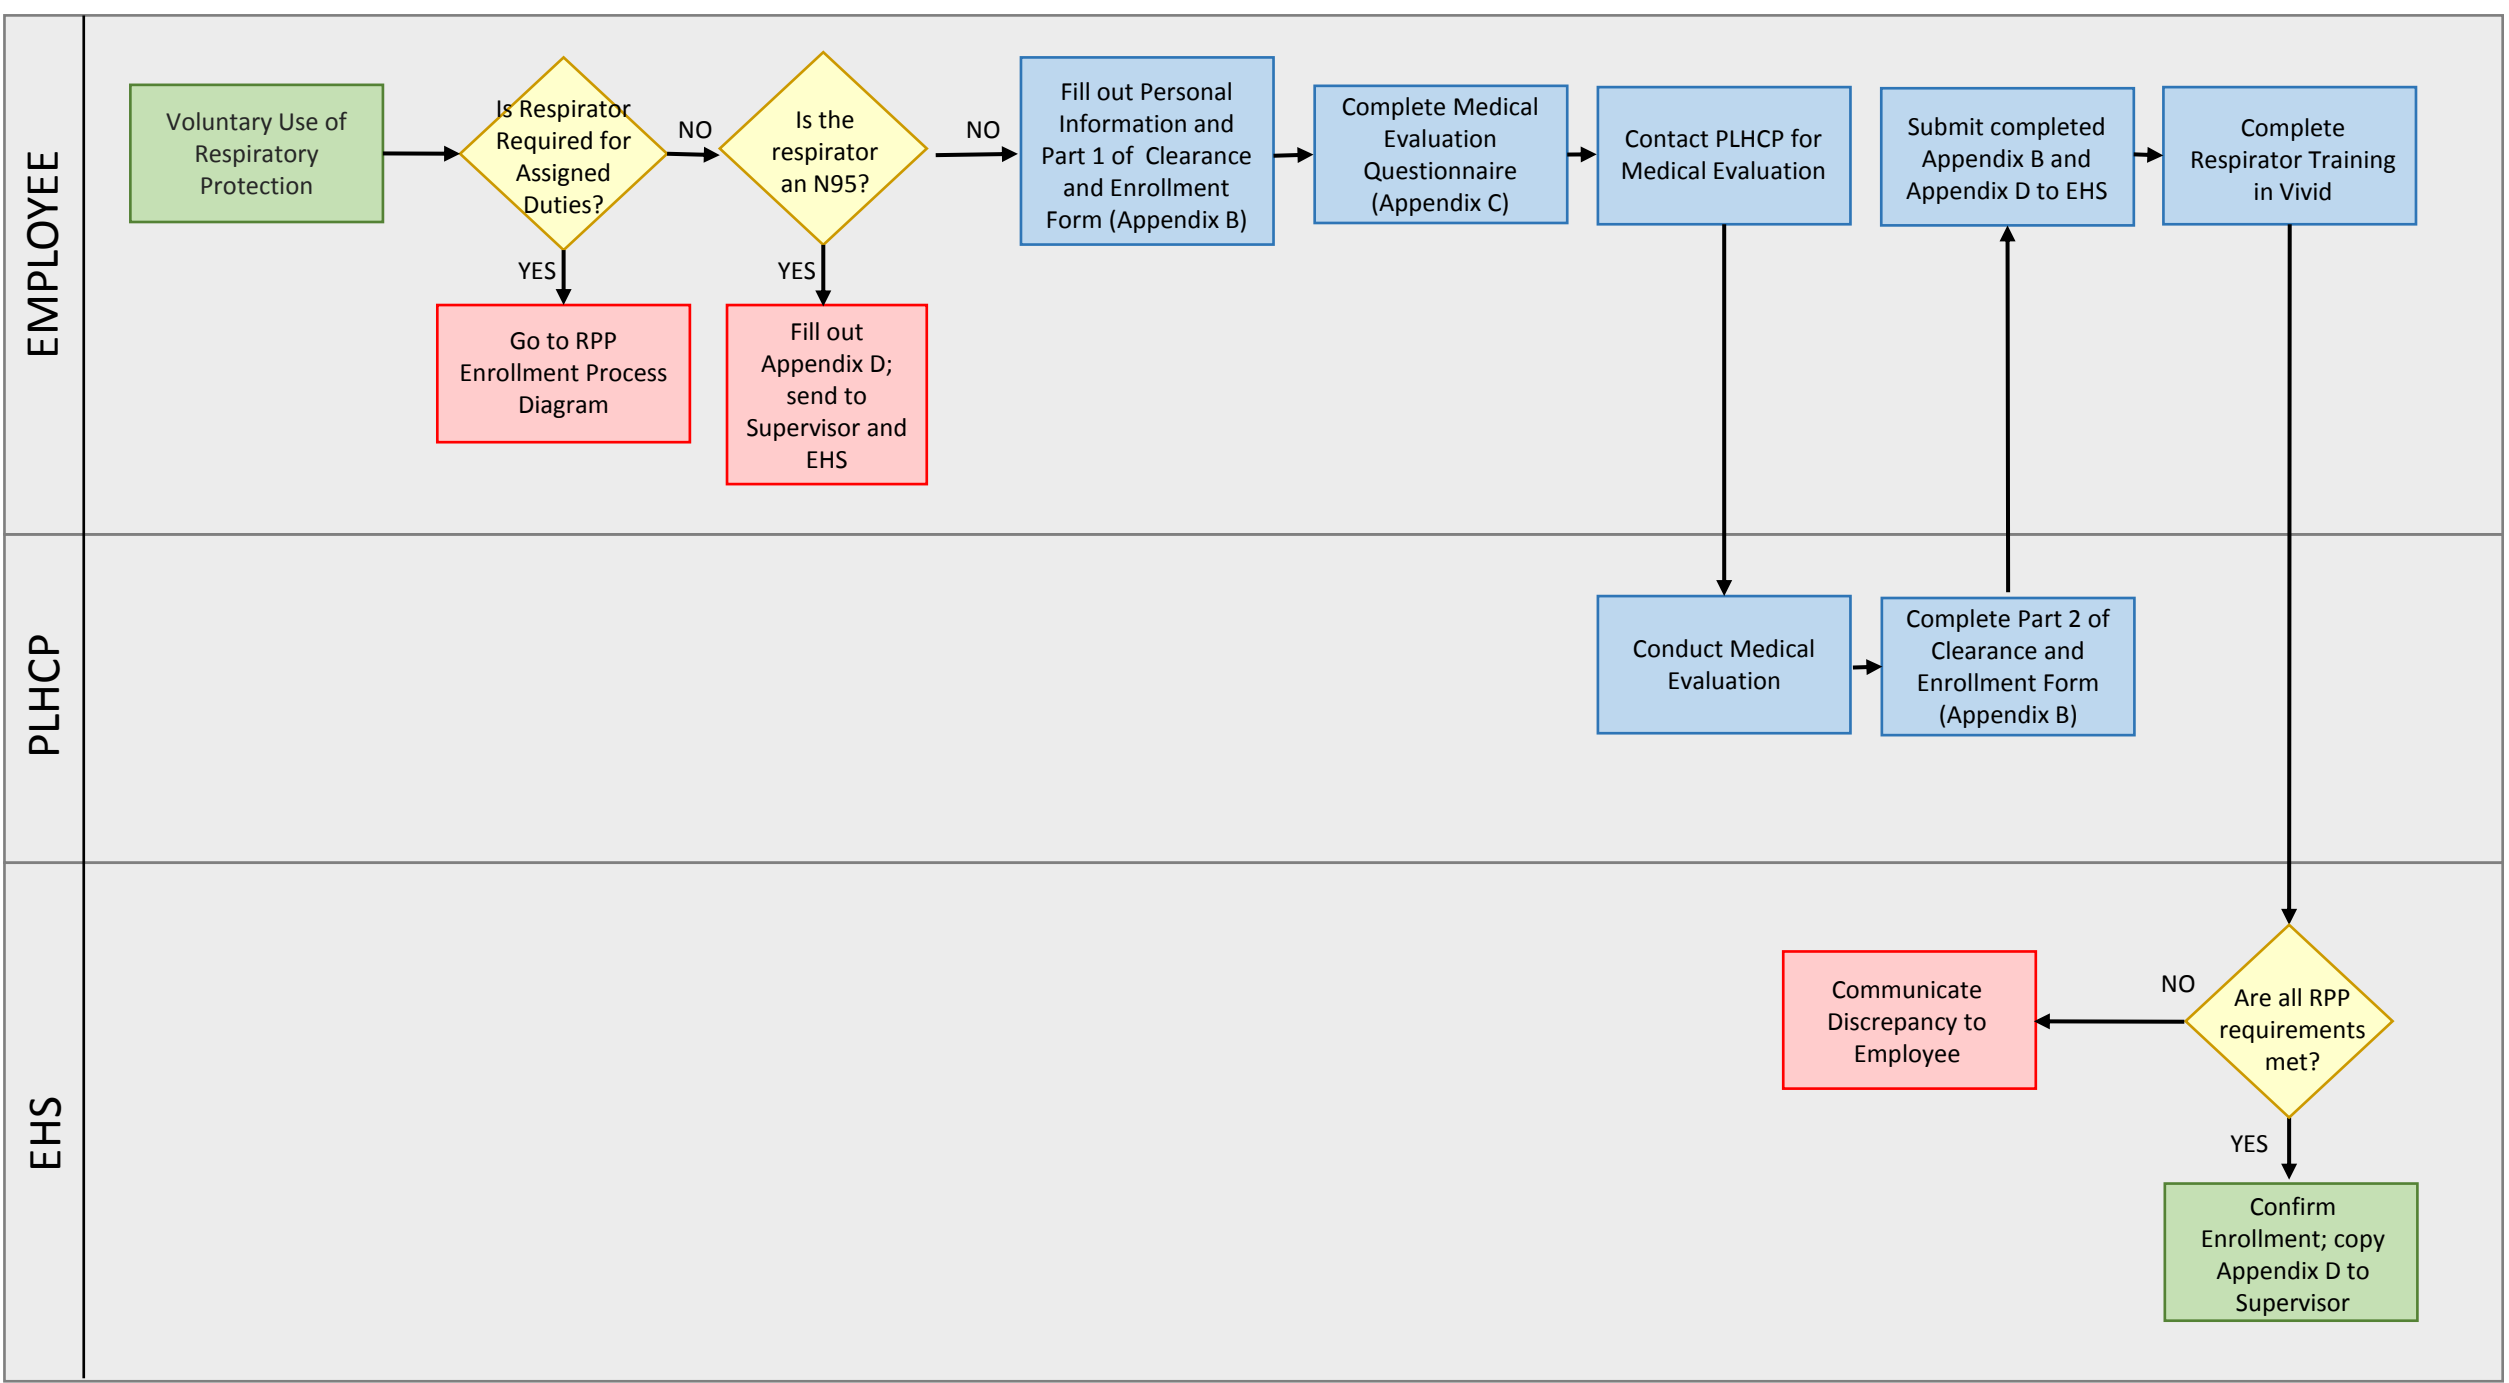 EMPLOYEE
Voluntary Use of
Respiratory
Protection
Is Respirator
Required for
Assigned
Duties?
NO
YES
Go to RPP
Enrollment Process
Diagram
Is the
respirator
an N95?
NO
YES
Fill out
Appendix D;
send to
Supervisor and
EHS
Fill out Personal
Information and
Part 1 of Clearance
and Enrollment
Form (Appendix B)
Complete Medical
Evaluation
Questionnaire
(Appendix C)
Contact PLHCP for
Medical Evaluation
Submit completed
Appendix B and
Appendix D to EHS
Complete
Respirator Training
in Vivid
PLHCP
Conduct Medical
Evaluation
Complete Part 2 of
Clearance and
Enrollment Form
(Appendix B)
EHS
Communicate
Discrepancy to
Employee
NO
Are all RPP
requirements
met?
YES
Confirm
Enrollment; copy
Appendix D to
Supervisor